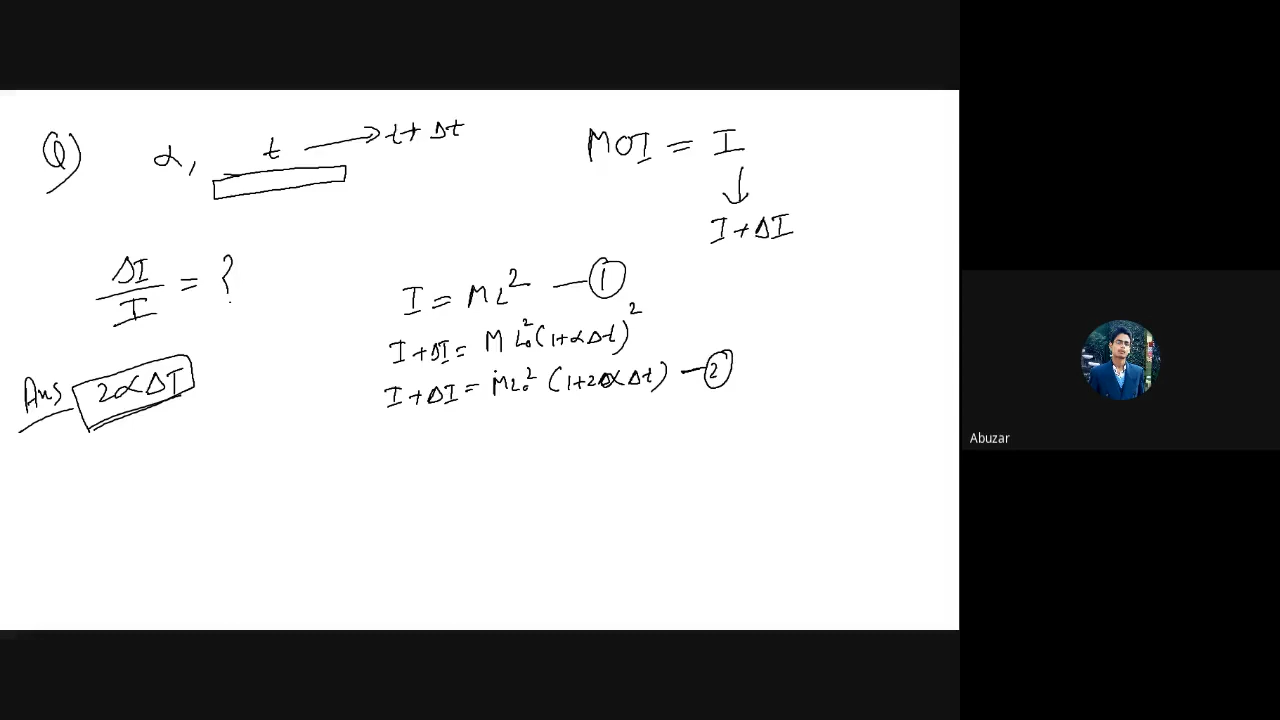 Q) α, t → t + Δt
MOI = I
↓
I + ΔI
ΔI/I = ?
I = ML² — ①
I + ΔI = M L₀² (1+αΔt)²
I + ΔI = ML₀² (1+2αΔt) — ②
Ans 2αΔT
Abuzar